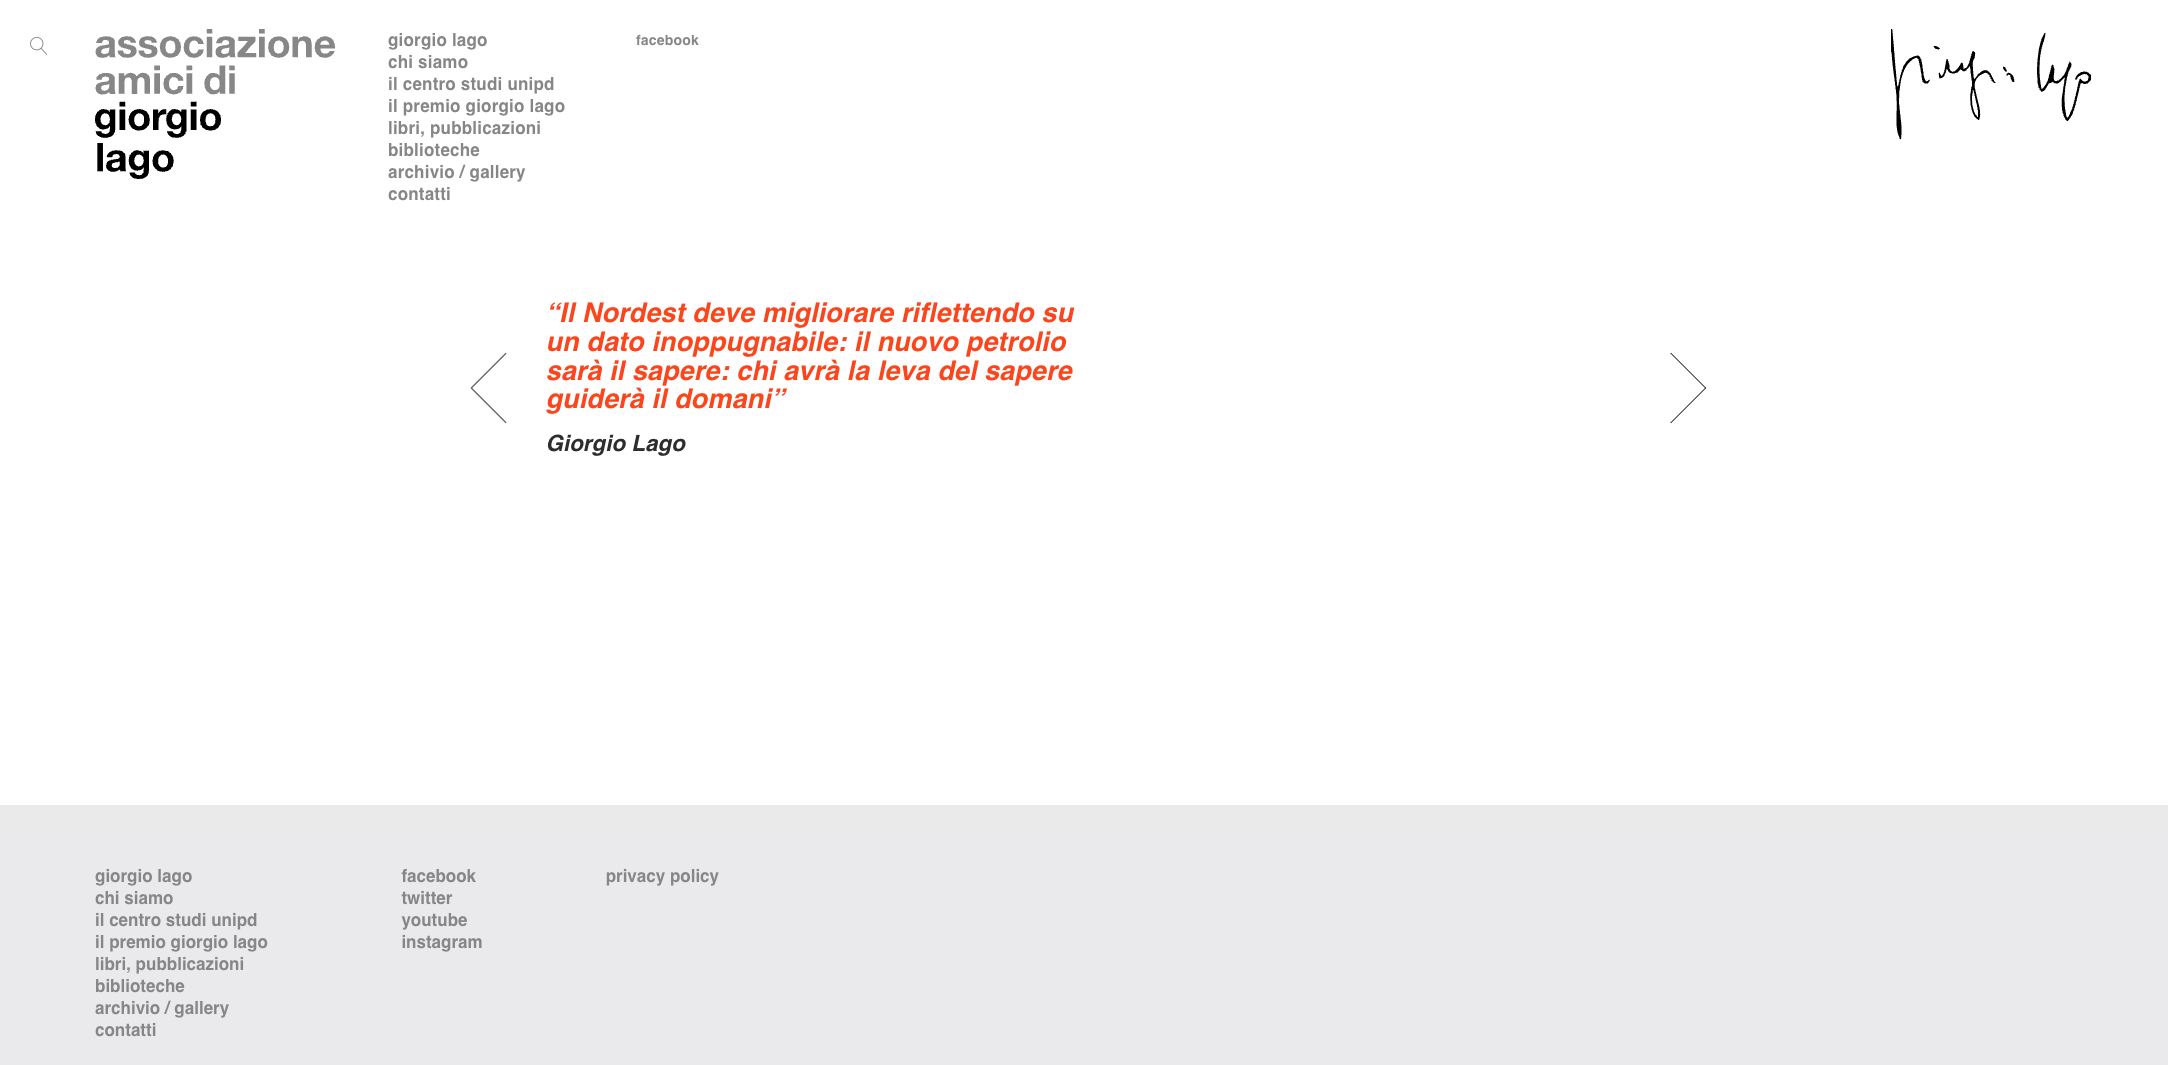 associazione
amici di
giorgio
lago
giorgio lago
chi siamo
il centro studi unipd
il premio giorgio lago
libri, pubblicazioni
biblioteche
archivio / gallery
contatti
facebook
giorgio lago
“Il Nordest deve migliorare riflettendo su
un dato inoppugnabile: il nuovo petrolio
sarà il sapere: chi avrà la leva del sapere
guiderà il domani”
Giorgio Lago
giorgio lago
chi siamo
il centro studi unipd
il premio giorgio lago
libri, pubblicazioni
biblioteche
archivio / gallery
contatti
facebook
twitter
youtube
instagram
privacy policy